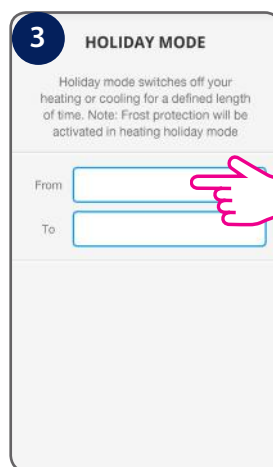 3
HOLIDAY MODE
Holiday mode switches off your
heating or cooling for a defined length
of time. Note: Frost protection will be
activated in heating holiday mode
From
To